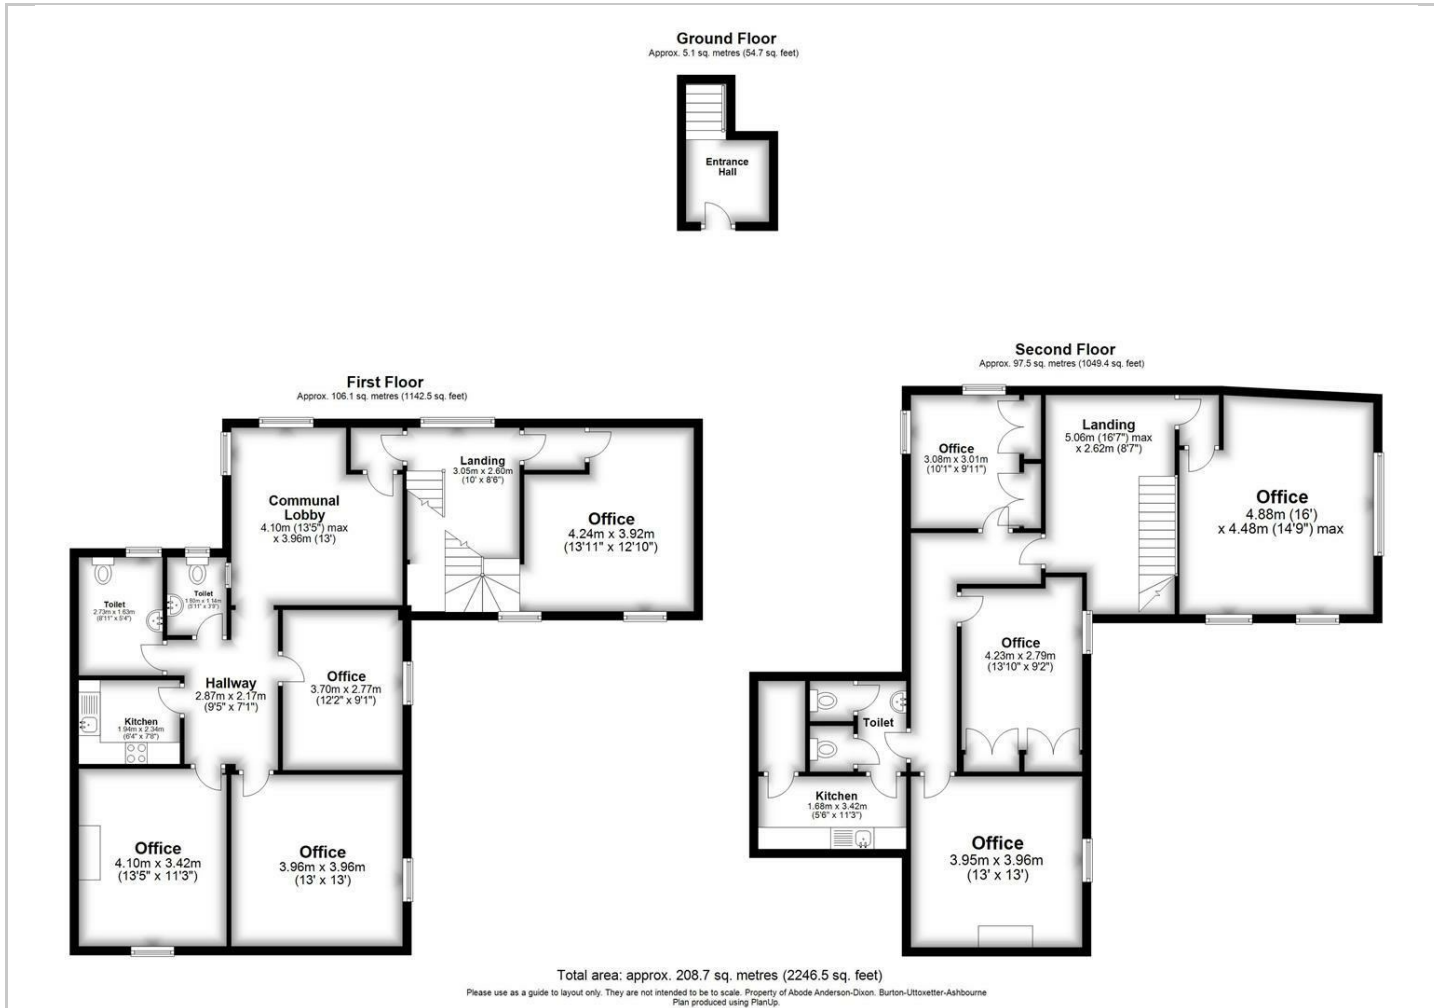 Ground Floor
Approx. 5.1 sq. metres (54.7 sq. feet)
Entrance
Hall
First Floor
Approx. 106.1 sq. metres (1142.5 sq. feet)
Landing
3.05m x 2.60m
(10' x 8'6")
Communal
Lobby
4.10m (13'5") max
x 3.96m (13')
Office
4.24m x 3.92m
(13'11" x 12'10")
Toilet
2.73m x 1.63m
(8'11" x 5'4")
Toilet
Office
3.70m x 2.77m
(12'2" x 9'1")
Hallway
2.87m x 2.17m
(9'5" x 7'1")
Kitchen
1.94m x 2.34m
(6'4" x 7'8")
Office
4.10m x 3.42m
(13'5" x 11'3")
Office
3.96m x 3.96m
(13' x 13')
Second Floor
Approx. 97.5 sq. metres (1049.4 sq. feet)
Office
3.08m x 3.01m
(10'1" x 9'11")
Landing
5.06m (16'7") max
x 2.62m (8'7")
Office
4.88m (16')
x 4.48m (14'9") max
Office
4.23m x 2.79m
(13'10" x 9'2")
Toilet
Kitchen
1.68m x 3.42m
(5'6" x 11'3")
Office
3.95m x 3.96m
(13' x 13')
Total area: approx. 208.7 sq. metres (2246.5 sq. feet)
Please use as a guide to layout only. They are not intended to be to scale. Property of Abode Anderson-Dixon. Burton-Uttoxetter-Ashbourne
Plan produced using PlanUp.